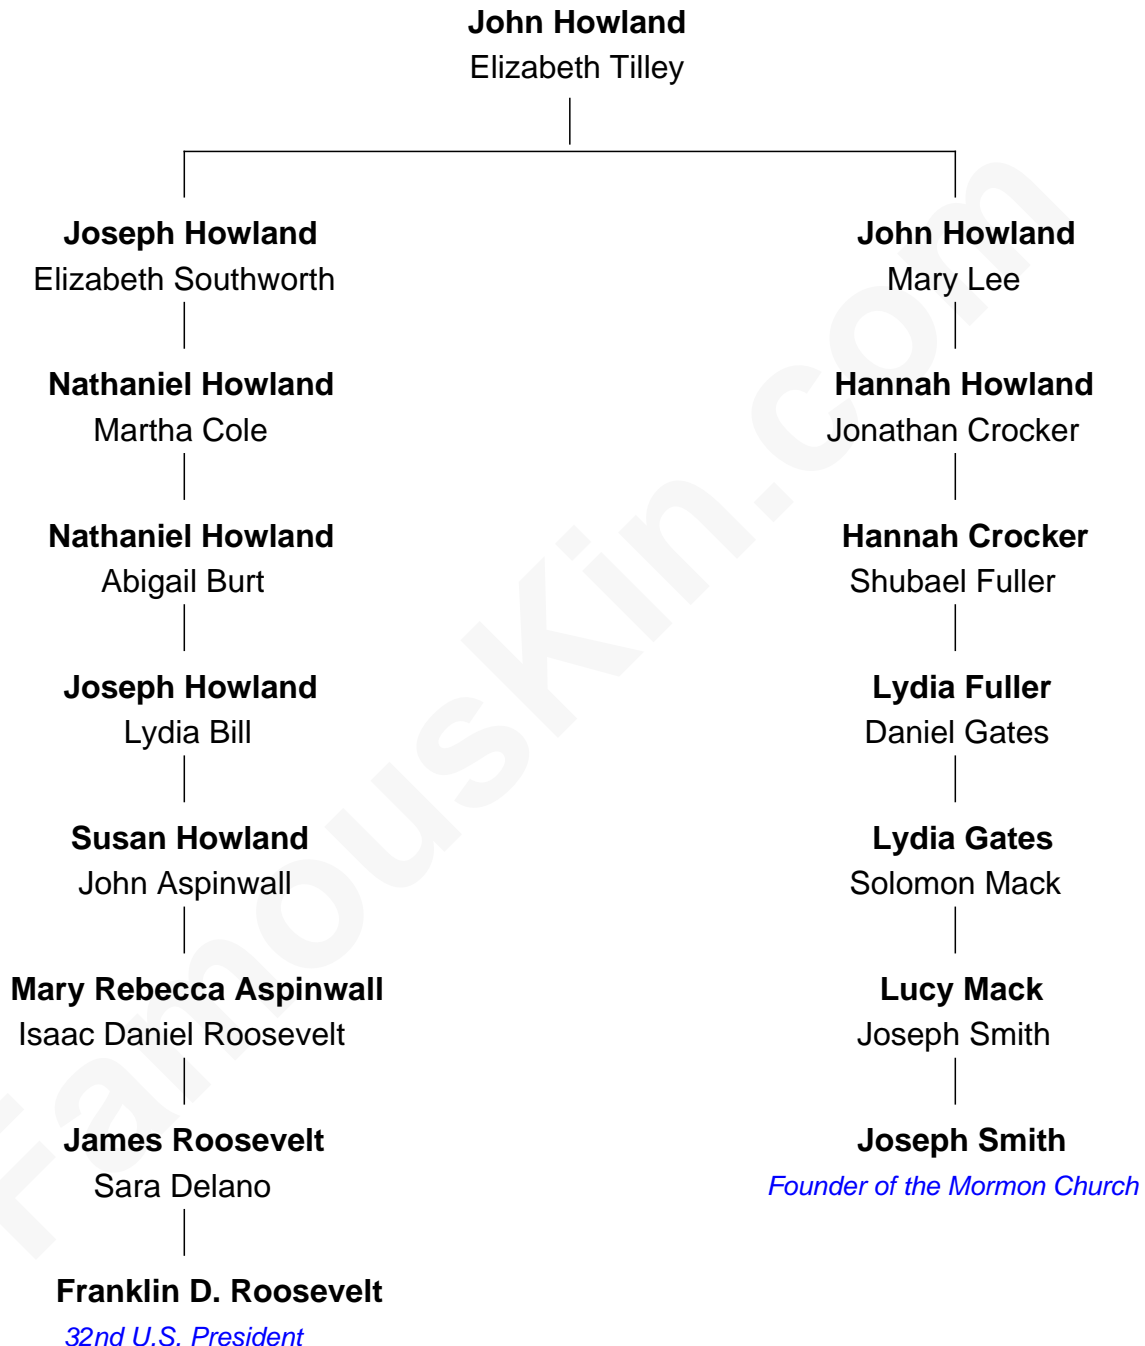 John Howland
Elizabeth Tilley
Joseph Howland
Elizabeth Southworth
Nathaniel Howland
Martha Cole
Nathaniel Howland
Abigail Burt
Joseph Howland
Lydia Bill
Susan Howland
John Aspinwall
Mary Rebecca Aspinwall
Isaac Daniel Roosevelt
James Roosevelt
Sara Delano
Franklin D. Roosevelt
32nd U.S. President
John Howland
Mary Lee
Hannah Howland
Jonathan Crocker
Hannah Crocker
Shubael Fuller
Lydia Fuller
Daniel Gates
Lydia Gates
Solomon Mack
Lucy Mack
Joseph Smith
Joseph Smith
Founder of the Mormon Church
FamousKin.com